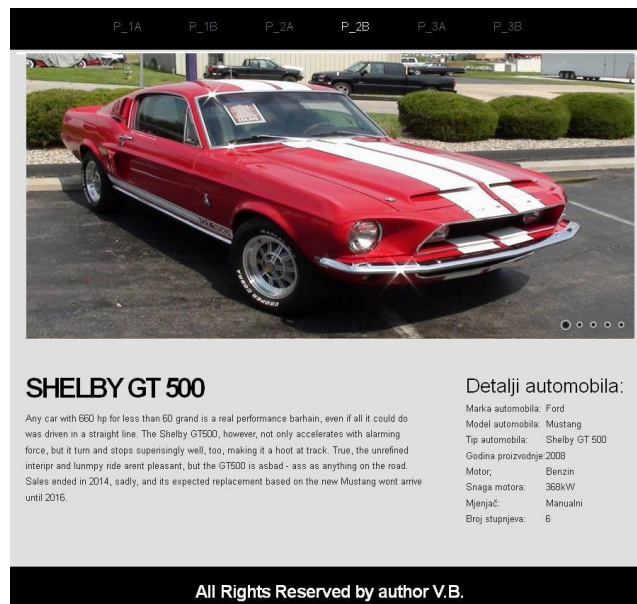 P_1A P_1B P_2A P_2B P_3A P_3B
COOPER COBRA
SHELBY GT 500
Any car with 660 hp for less than 60 grand is a real performance barhain, even if all it could do
was driven in a straight line. The Shelby GT500, however, not only accelerates with alarming
force, but it turn and stops superisingly well, too, making it a hoot at track. True, the unrefined
interipr and lunmpy ride arent pleasant, but the GT500 is asbad - ass as anything on the road.
Sales ended in 2014, sadly, and its expected replacement based on the new Mustang wont arrive
until 2016.
Detalji automobila:
Marka automobila: Ford
Model automobila: Mustang
Tip automobila: Shelby GT 500
Godina proizvodnje:2008
Motor; Benzin
Snaga motora: 368kW
Mjenjač: Manualni
Broj stupnjeva: 6
All Rights Reserved by author V.B.